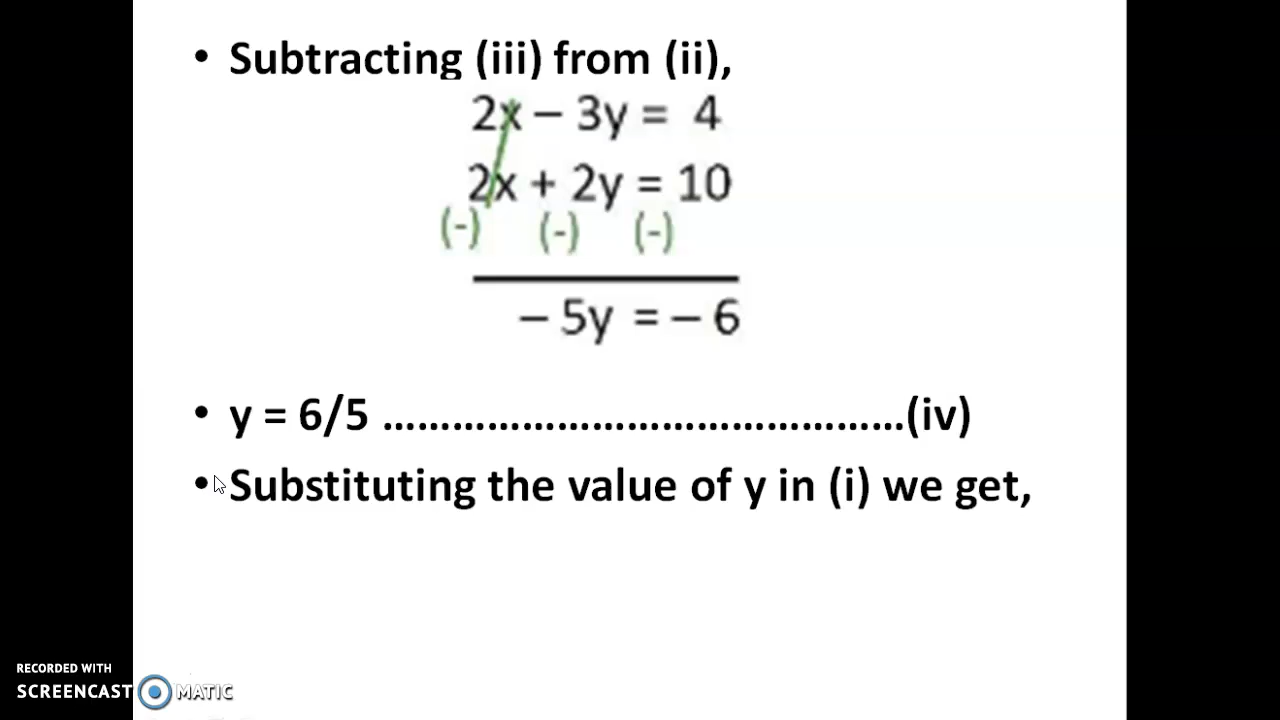 • Subtracting (iii) from (ii),
2x – 3y = 4
2x + 2y = 10
(-) (-) (-)
– 5y = – 6
• y = 6/5 ………………………………………(iv)
• Substituting the value of y in (i) we get,
RECORDED WITH
SCREENCAST MATIC